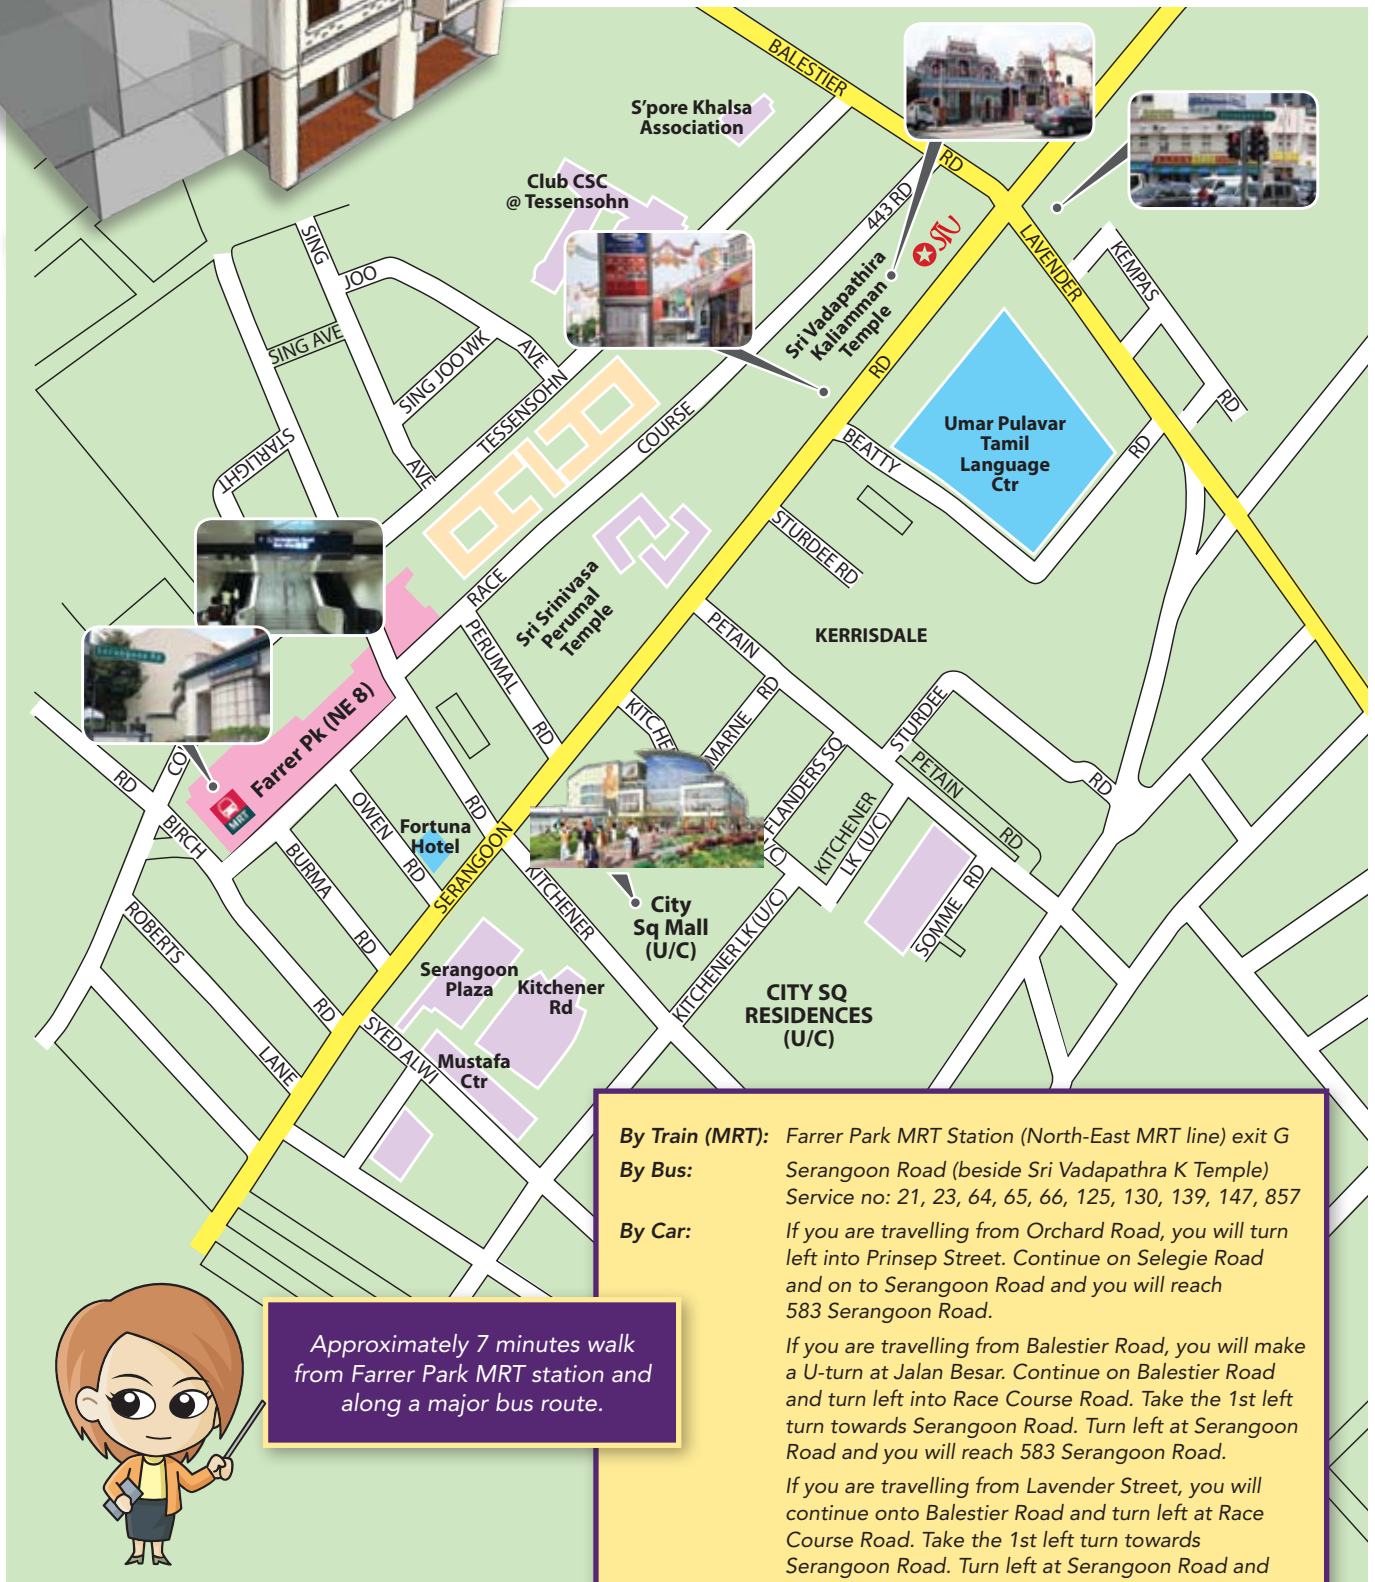 BALESTIER
RD
S'pore Khalsa
Association
Club CSC
@ Tessensohn
443 RD
SJU
LAVENDER
KEMPAS
RD
SING
JOO
AVE
SING AVE
SING JOO WK
AVE
STARLIGHT
TESSENSOHN
RACE
COURSE
Sri Vadapathira
Kaliamman
Temple
RD
Umar Pulavar
Tamil
Language
Ctr
BEATTY
RD
STURDEE RD
Sri Srinivasa
Perumal
Temple
PERUMAL
RD
PETAIN
KERRISDALE
RD
MARNE
KITCHE
STURDEE
RD
PETAIN
RD
FLANDERS SQ
KITCHENER
LK (U/C)
SOMME RD
Serangoon Rd
Farrer Pk (NE 8)
MRT
CO
RD
BIRCH
RD
OWEN
RD
BURMA
RD
Fortuna
Hotel
RD
SERANGOON
KITCHENER
City
Sq Mall
(U/C)
KITCHENER LK (U/C)
CITY SQ
RESIDENCES
(U/C)
ROBERTS
LANE
Serangoon
Plaza
Kitchener
Rd
SYED ALWI
Mustafa
Ctr
By Train (MRT): Farrer Park MRT Station (North-East MRT line) exit G
By Bus: Serangoon Road (beside Sri Vadapathra K Temple)
Service no: 21, 23, 64, 65, 66, 125, 130, 139, 147, 857
By Car: If you are travelling from Orchard Road, you will turn
left into Prinsep Street. Continue on Selegie Road
and on to Serangoon Road and you will reach
583 Serangoon Road.
If you are travelling from Balestier Road, you will make
a U-turn at Jalan Besar. Continue on Balestier Road
and turn left into Race Course Road. Take the 1st left
turn towards Serangoon Road. Turn left at Serangoon
Road and you will reach 583 Serangoon Road.
If you are travelling from Lavender Street, you will
continue onto Balestier Road and turn left at Race
Course Road. Take the 1st left turn towards
Serangoon Road. Turn left at Serangoon Road and
Approximately 7 minutes walk
from Farrer Park MRT station and
along a major bus route.